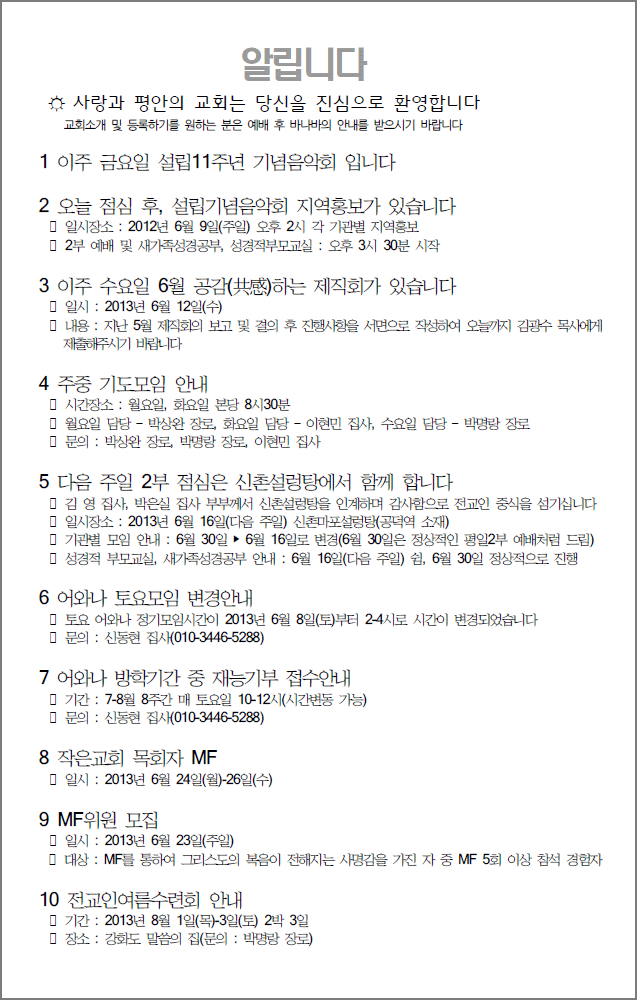 알립니다
☼ 사랑과 평안의 교회는 당신을 진심으로 환영합니다
교회소개 및 등록하기를 원하는 분은 예배 후 바나바의 안내를 받으시기 바랍니다
1 이주 금요일 설립11주년 기념음악회 입니다
2 오늘 점심 후, 설립기념음악회 지역홍보가 있습니다
▯ 일시장소 : 2012년 6월 9일(주일) 오후 2시 각 기관별 지역홍보
▯ 2부 예배 및 새가족성경공부, 성경적부모교실 : 오후 3시 30분 시작
3 이주 수요일 6월 공감(共感)하는 제직회가 있습니다
▯ 일시 : 2013년 6월 12일(수)
▯ 내용 : 지난 5월 제직회의 보고 및 결의 후 진행사항을 서면으로 작성하여 오늘까지 김광수 목사에게
제출해주시기 바랍니다
4 주중 기도모임 안내
▯ 시간장소 : 월요일, 화요일 본당 8시30분
▯ 월요일 담당 - 박상완 장로, 화요일 담당 - 이현민 집사, 수요일 담당 - 박명랑 장로
▯ 문의 : 박상완 장로, 박명랑 장로, 이현민 집사
5 다음 주일 2부 점심은 신촌설렁탕에서 함께 합니다
▯ 김 영 집사, 박은실 집사 부부께서 신촌설렁탕을 인계하며 감사함으로 전교인 중식을 섬기십니다
▯ 일시장소 : 2013년 6월 16일(다음 주일) 신촌마포설렁탕(공덕역 소재)
▯ 기관별 모임 안내 : 6월 30일 ▶ 6월 16일로 변경(6월 30일은 정상적인 평일2부 예배처럼 드림)
▯ 성경적 부모교실, 새가족성경공부 안내 : 6월 16일(다음 주일) 쉼, 6월 30일 정상적으로 진행
6 어와나 토요모임 변경안내
▯ 토요 어와나 정기모임시간이 2013년 6월 8일(토)부터 2-4시로 시간이 변경되었습니다
▯ 문의 : 신동현 집사(010-3446-5288)
7 어와나 방학기간 중 재능기부 접수안내
▯ 기간 : 7-8월 8주간 매 토요일 10-12시(시간변동 가능)
▯ 문의 : 신동현 집사(010-3446-5288)
8 작은교회 목회자 MF
▯ 일시 : 2013년 6월 24일(월)-26일(수)
9 MF위원 모집
▯ 일시 : 2013년 6월 23일(주일)
▯ 대상 : MF를 통하여 그리스도의 복음이 전해지는 사명감을 가진 자 중 MF 5회 이상 참석 경험자
10 전교인여름수련회 안내
▯ 기간 : 2013년 8월 1일(목)-3일(토) 2박 3일
▯ 장소 : 강화도 말씀의 집(문의 : 박명랑 장로)